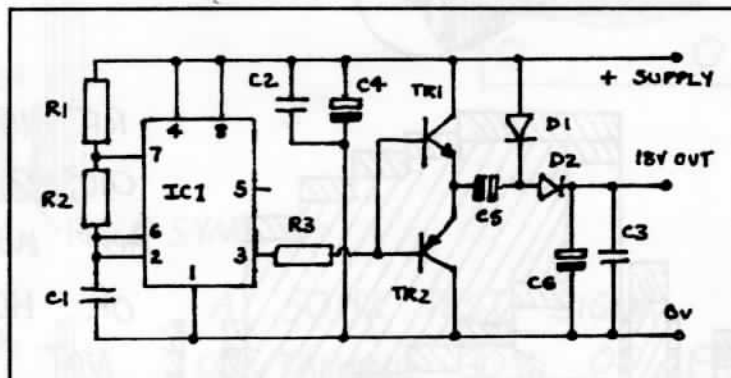 + SUPPLY
R1
C2
C4
TR1
D1
4
8
7
D2
18V OUT
R2
IC1
5
C5
6
R3
C3
2
3
C1
1
TR2
C6
0V